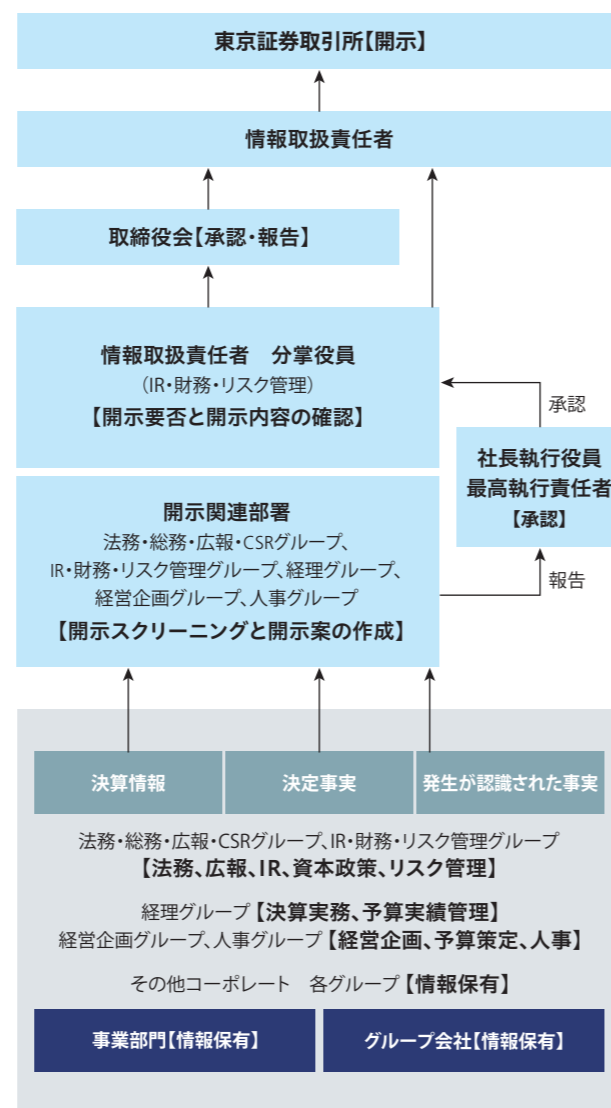 東京証券取引所【開示】
情報取扱責任者
取締役会【承認・報告】
情報取扱責任者　分掌役員
（IR・財務・リスク管理）
【開示要否と開示内容の確認】
承認
社長執行役員
最高執行責任者
【承認】
報告
開示関連部署
法務・総務・広報・CSRグループ、
IR・財務・リスク管理グループ、経理グループ、
経営企画グループ、人事グループ
【開示スクリーニングと開示案の作成】
決算情報
決定事実
発生が認識された事実
法務・総務・広報・CSRグループ、IR・財務・リスク管理グループ
【法務、広報、IR、資本政策、リスク管理】
経理グループ【決算実務、予算実績管理】
経営企画グループ、人事グループ【経営企画、予算策定、人事】
その他コーポレート　各グループ【情報保有】
事業部門【情報保有】
グループ会社【情報保有】